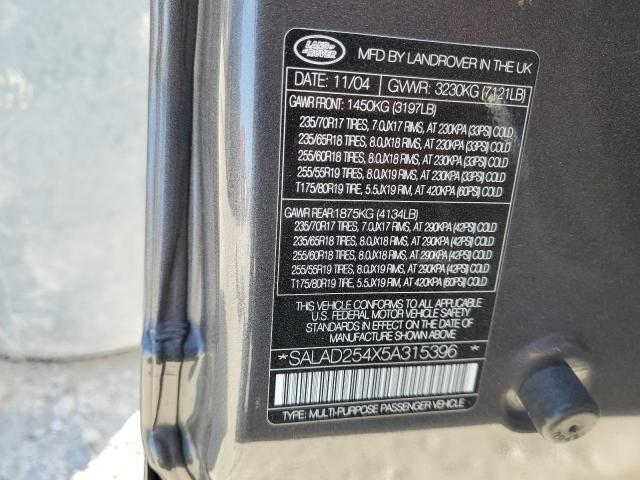 LAND
ROVER
MFD BY LANDROVER IN THE UK
DATE: 11/04 GVWR: 3230KG (7121LB)
GAWR FRONT: 1450KG (3197LB)
235/70R17 TIRES, 7.0JX17 RIMS, AT 230KPA (33PSI) COLD
235/65R18 TIRES, 8.0JX18 RIMS, AT 230KPA (33PSI) COLD
255/60R18 TIRES, 8.0JX18 RIMS, AT 230KPA (33PSI) COLD
255/55R19 TIRES, 8.0JX19 RIMS, AT 230KPA (33PSI) COLD
T175/80R19 TIRE, 5.5JX19 RIM, AT 420KPA (60PSI) COLD
GAWR REAR: 1875KG (4134LB)
235/70R17 TIRES, 7.0JX17 RIMS, AT 290KPA (42PSI) COLD
235/65R18 TIRES, 8.0JX18 RIMS, AT 290KPA (42PSI) COLD
255/60R18 TIRES, 8.0JX18 RIMS, AT 290KPA (42PSI) COLD
255/55R19 TIRES, 8.0JX19 RIMS, AT 290KPA (42PSI) COLD
T175/80R19 TIRE, 5.5JX19 RIM, AT 420KPA (60PSI) COLD
THIS VEHICLE CONFORMS TO ALL APPLICABLE
U.S. FEDERAL MOTOR VEHICLE SAFETY
STANDARDS IN EFFECT ON THE DATE OF
MANUFACTURE SHOWN ABOVE
*SALAD254X5A315396*
TYPE: MULTI-PURPOSE PASSENGER VEHICLE